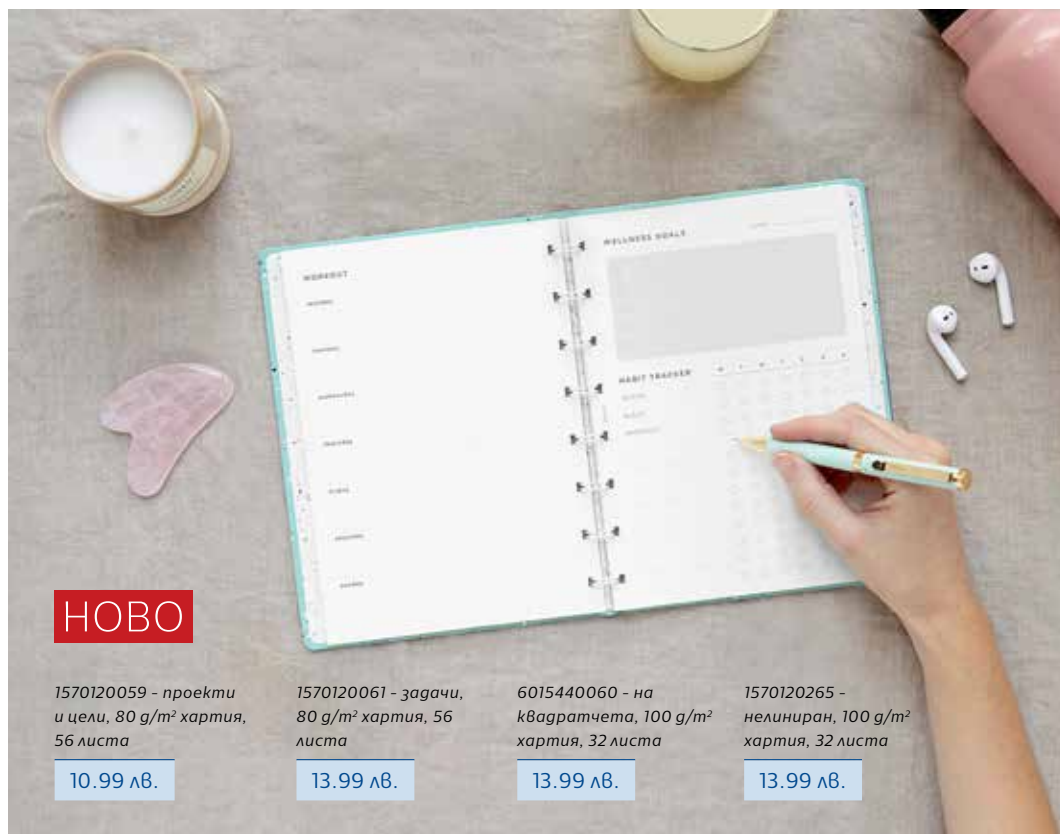 WORKOUT
WELLNESS GOALS
HABIT TRACKER
НОВО
1570120059 - проекти
и цели, 80 g/m² хартия,
56 листа
10.99 лв.
1570120061 - задачи,
80 g/m² хартия, 56
листа
13.99 лв.
6015440060 - на
квадратчета, 100 g/m²
хартия, 32 листа
13.99 лв.
1570120265 -
нелиниран, 100 g/m²
хартия, 32 листа
13.99 лв.